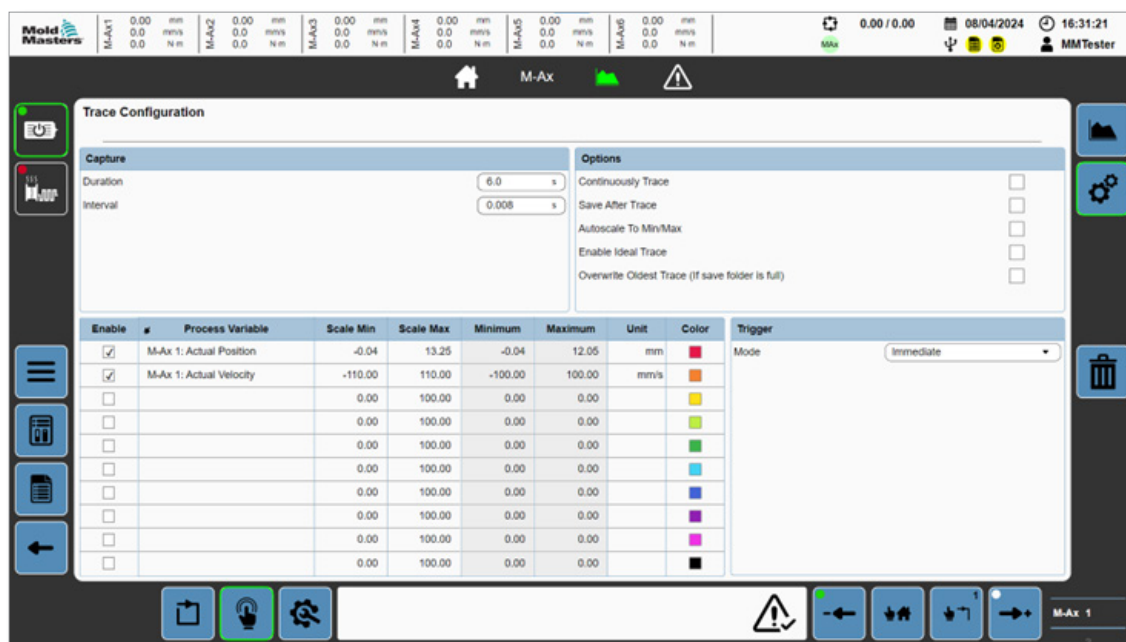 Mold Masters M-Ax1 0.00 mm M-Ax2 0.00 mm M-Ax3 0.00 mm M-Ax4 0.00 mm M-Ax5 0.00 mm M-Ax6 0.00 mm 0.00 / 0.00 08/04/2024 16:31:21
0.0 mm/s 0.0 mm/s 0.0 mm/s 0.0 mm/s 0.0 mm/s 0.0 mm/s
0.0 N·m 0.0 N·m 0.0 N·m 0.0 N·m 0.0 N·m 0.0 N·m MAx MMTester
M-Ax
Trace Configuration
Capture
Duration 6.0 s
Interval 0.008 s
Options
Continuously Trace
Save After Trace
Autoscale To Min/Max
Enable Ideal Trace
Overwrite Oldest Trace (If save folder is full)
Enable Process Variable Scale Min Scale Max Minimum Maximum Unit Color
M-Ax 1: Actual Position -0.04 13.25 -0.04 12.05 mm
M-Ax 1: Actual Velocity -110.00 110.00 -100.00 100.00 mm/s
0.00 100.00 0.00 0.00
0.00 100.00 0.00 0.00
0.00 100.00 0.00 0.00
0.00 100.00 0.00 0.00
0.00 100.00 0.00 0.00
0.00 100.00 0.00 0.00
0.00 100.00 0.00 0.00
0.00 100.00 0.00 0.00
Trigger
Mode Immediate
1
M-Ax 1